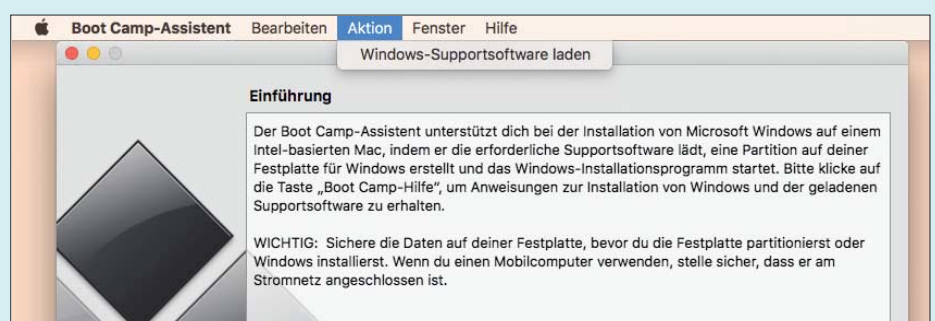 Boot Camp-Assistent Bearbeiten Aktion Fenster Hilfe
Windows-Supportsoftware laden
Einführung
Der Boot Camp-Assistent unterstützt dich bei der Installation von Microsoft Windows auf einem
Intel-basierten Mac, indem er die erforderliche Supportsoftware lädt, eine Partition auf deiner
Festplatte für Windows erstellt und das Windows-Installationsprogramm startet. Bitte klicke auf
die Taste „Boot Camp-Hilfe“, um Anweisungen zur Installation von Windows und der geladenen
Supportsoftware zu erhalten.
WICHTIG: Sichere die Daten auf deiner Festplatte, bevor du die Festplatte partitionierst oder
Windows installierst. Wenn du einen Mobilcomputer verwenden, stelle sicher, dass er am
Stromnetz angeschlossen ist.